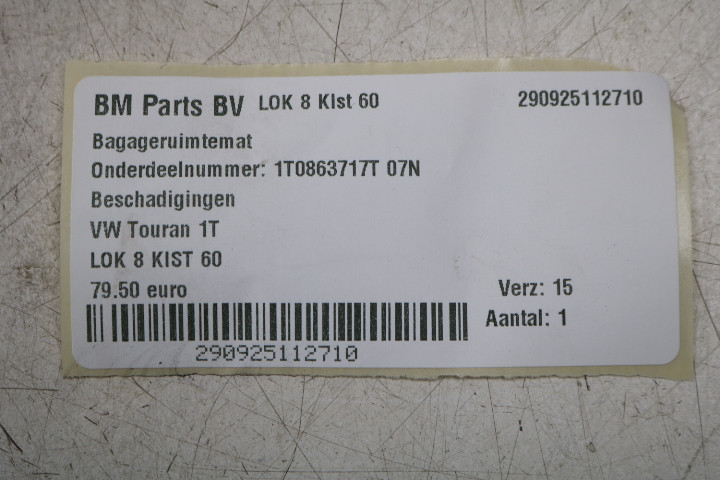 BM Parts BV LOK 8 KIst 60 290925112710
Bagageruimtemat
Onderdeelnummer: 1T0863717T 07N
Beschadigingen
VW Touran 1T
LOK 8 KIST 60
79.50 euro Verz: 15
Aantal: 1
290925112710